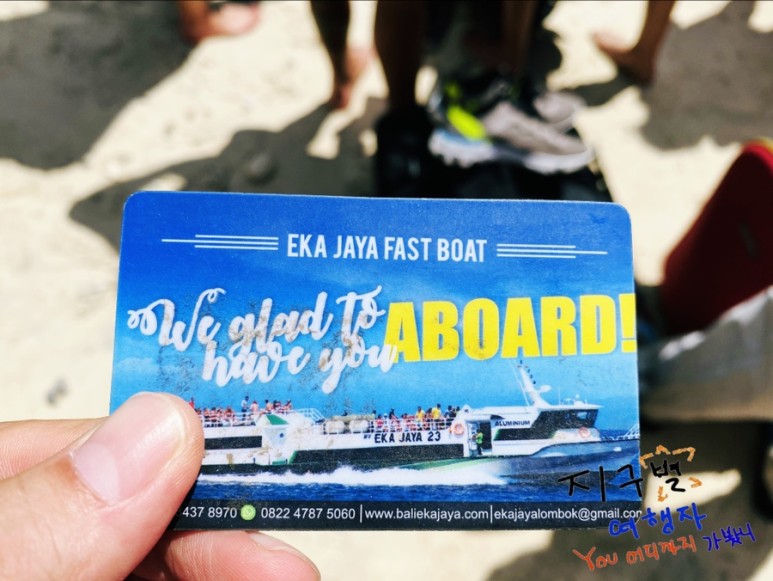 EKA JAYA FAST BOAT
We glad to
have you ABOARD!
ALUMINIUM
MV EKA JAYA 23
437 8970 0822 4787 5060 | www.baliekajaya.com | ekajayalombok@gmail.com
지구별
여행자
You 어디까지 가봤니